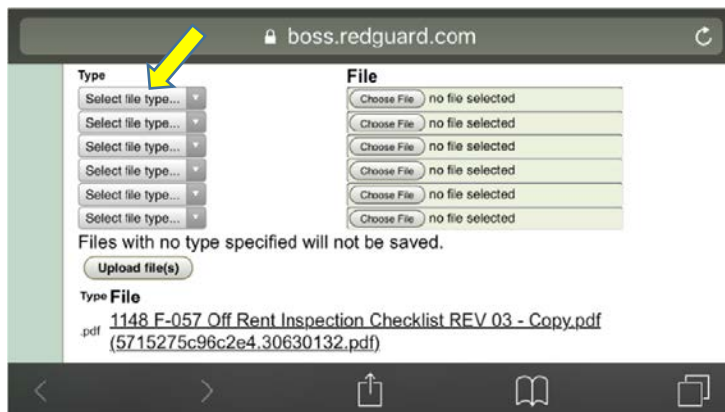 boss.redguard.com
Type File
Select file type... Choose File no file selected
Select file type... Choose File no file selected
Select file type... Choose File no file selected
Select file type... Choose File no file selected
Select file type... Choose File no file selected
Select file type... Choose File no file selected
Files with no type specified will not be saved.
Upload file(s)
Type File
.pdf 1148 F-057 Off Rent Inspection Checklist REV 03 - Copy.pdf
(5715275c96c2e4.30630132.pdf)